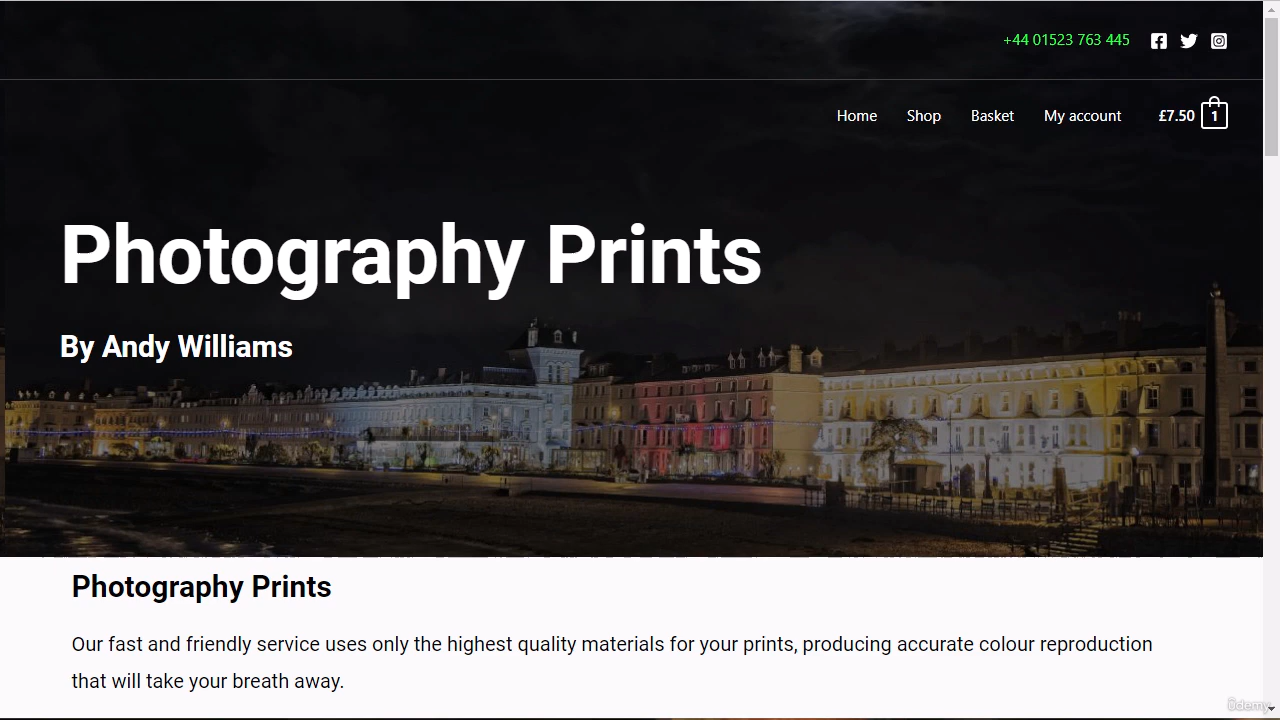 +44 01523 763 445
Home Shop Basket My account £7.50 1
Photography Prints
By Andy Williams
Photography Prints
Our fast and friendly service uses only the highest quality materials for your prints, producing accurate colour reproduction
that will take your breath away.
ûdemy